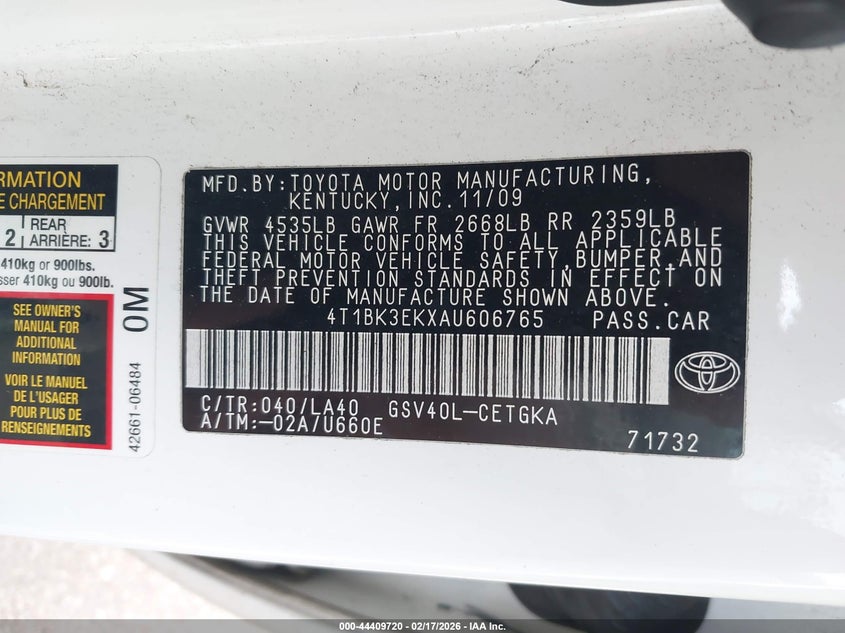 RMATION
E CHARGEMENT
2 REAR ARRIÈRE: 3
410kg or 900lbs.
sser 410kg ou 900lb.
SEE OWNER'S
MANUAL FOR
ADDITIONAL
INFORMATION
VOIR LE MANUEL
DE L'USAGER
POUR PLUS DE
RENSEIGNEMENTS
0M
42661-06484
MFD.BY:TOYOTA MOTOR MANUFACTURING,
KENTUCKY,INC.11/09
GVWR 4535LB GAWR FR 2668LB RR 2359LB
THIS VEHICLE CONFORMS TO ALL APPLICABLE
FEDERAL MOTOR VEHICLE SAFETY,BUMPER,AND
THEFT PREVENTION STANDARDS IN EFFECT ON
THE DATE OF MANUFACTURE SHOWN ABOVE.
4T1BK3EKXAU606765 PASS.CAR
C/TR:040/LA40 GSV40L-CETGKA
A/TM:-02A/U660E
71732
000-44409720 - 02/17/2026 - IAA Inc.